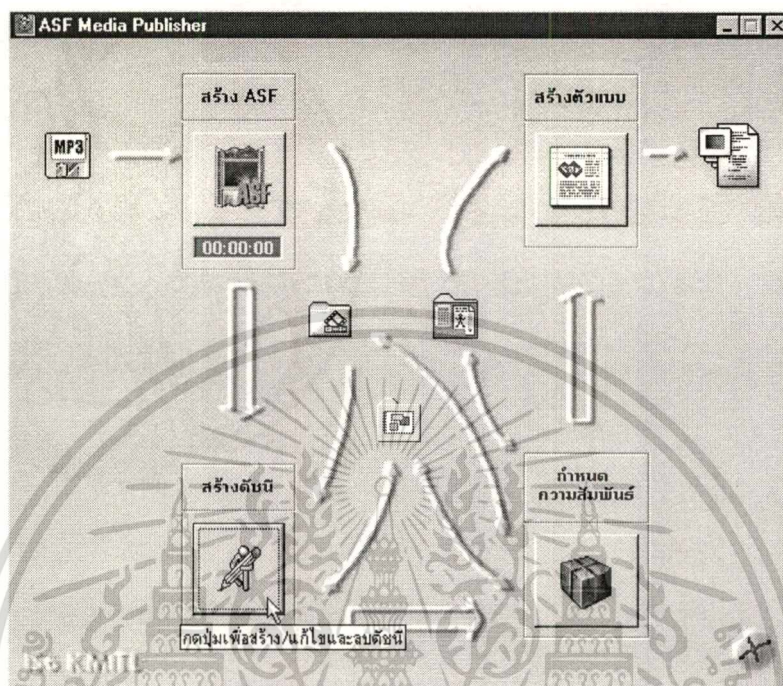 ASF Media Publisher
สร้าง ASF
สร้างตัวแบบ
MP3
ASF
00:00:00
สร้างดัชนี
กำหนด
ความสัมพันธ์
กดปุ่มเพื่อสร้าง/แก้ไขและลบดัชนี